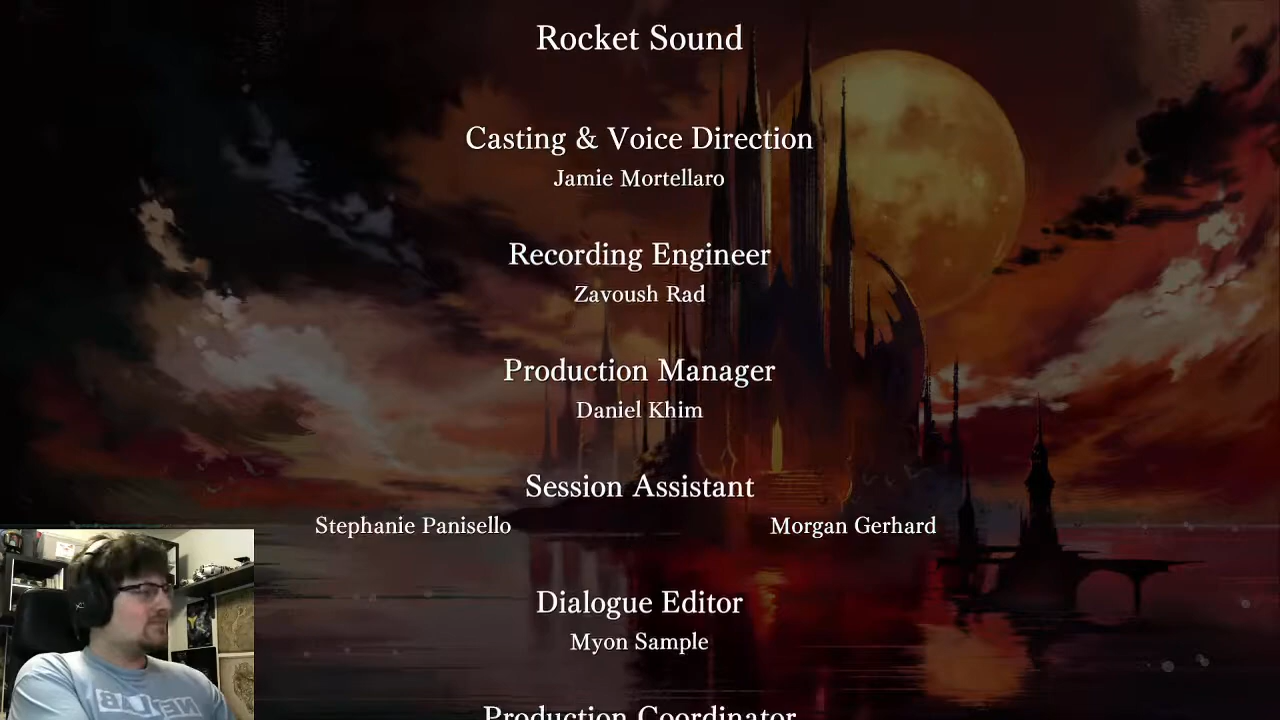 Rocket Sound
Casting & Voice Direction
Jamie Mortellaro
Recording Engineer
Zavoush Rad
Production Manager
Daniel Khim
Session Assistant
Stephanie Panisello Morgan Gerhard
Dialogue Editor
Myon Sample
Production Coordinator